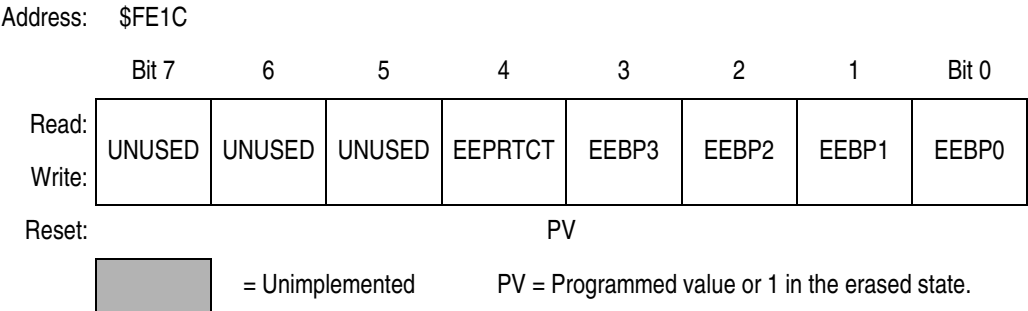 Address: $FE1C
Bit 7 6 5 4 3 2 1 Bit 0
Read:
UNUSED UNUSED UNUSED EEPRTCT EEBP3 EEBP2 EEBP1 EEBP0
Write:
Reset: PV
= Unimplemented PV = Programmed value or 1 in the erased state.